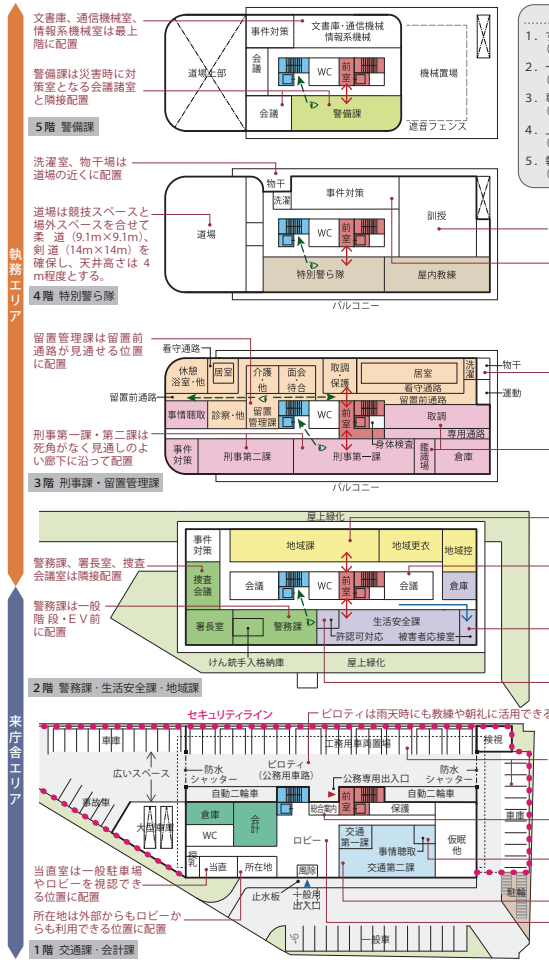 執務エリア
来庁舎エリア
文書庫、通信機械室、
情報系機械室は最上
階に配置
警備課は災害時に対
策室となる会議諸室
と隣接配置
5階 警備課
事件対策
文書庫・通信機械
情報系機械
道場上部
会議
WC
前室
機械置場
会議
警備課
遮音フェンス
1.
2.
3.
4.
5.
洗濯室、物干場は
道場の近くに配置
道場は競技スペースと
場外スペースを合せて
柔道(9.1m×9.1m)、
剣道(14m×14m)を
確保し、天井高さは 4
m程度とする。
4階 特別警ら隊
物干
洗濯
事件対策
道場
訓授
WC
前室
特別警ら隊
屋内教練
バルコニー
留置管理課は留置前
通路が見通せる位置
に配置
刑事第一課・第二課は
死角がなく見通しのよ
い廊下に沿って配置
3階 刑事課・留置管理課
看守通路
休憩
浴室・他
居室
介護・他
面会・待合
取調・保護
居室
洗濯
物干
看守通路
留置前通路
留置前通路
運動
事情聴取
診察・他
留置
管理課
WC
前室
取調
身体検査
専用通路
事件
対策
刑事第二課
刑事第一課
鑑識場
倉庫
バルコニー
警務課、署長室、捜査
会議室は隣接配置
警務課は一般
階段・EV前
に配置
2階 警務課・生活安全課・地域課
屋上緑化
事件
対策
地域課
地域更衣
地域控
捜査
会議
会議
WC
前室
会議
倉庫
署長室
警務課
生活安全課
許認可対応
被害者応接室
けん銃手入格納庫
屋上緑化
セキュリティライン
ピロティは雨天時にも教練や朝礼に活用できる
車庫
公務用車両置場
検視
広いスペース
防水
シャッター
ピロティ
(公務用車路)
公務専用出入口
防水
シャッター
事故車
大型車庫
自動二輪車
総合案内
前室
自動二輪車
保護
車庫
倉庫
会計
WC
ロビー
交通
第一課
事情聴取
交通第二課
仮眠
他
授乳
当直
所在地
風除
止水板
一般用
出入口
駐輪
一般車
当直室は一般駐車場
やロビーを視認でき
る位置に配置
所在地は外部からもロビーか
らも利用できる位置に配置
1階 交通課・会計課